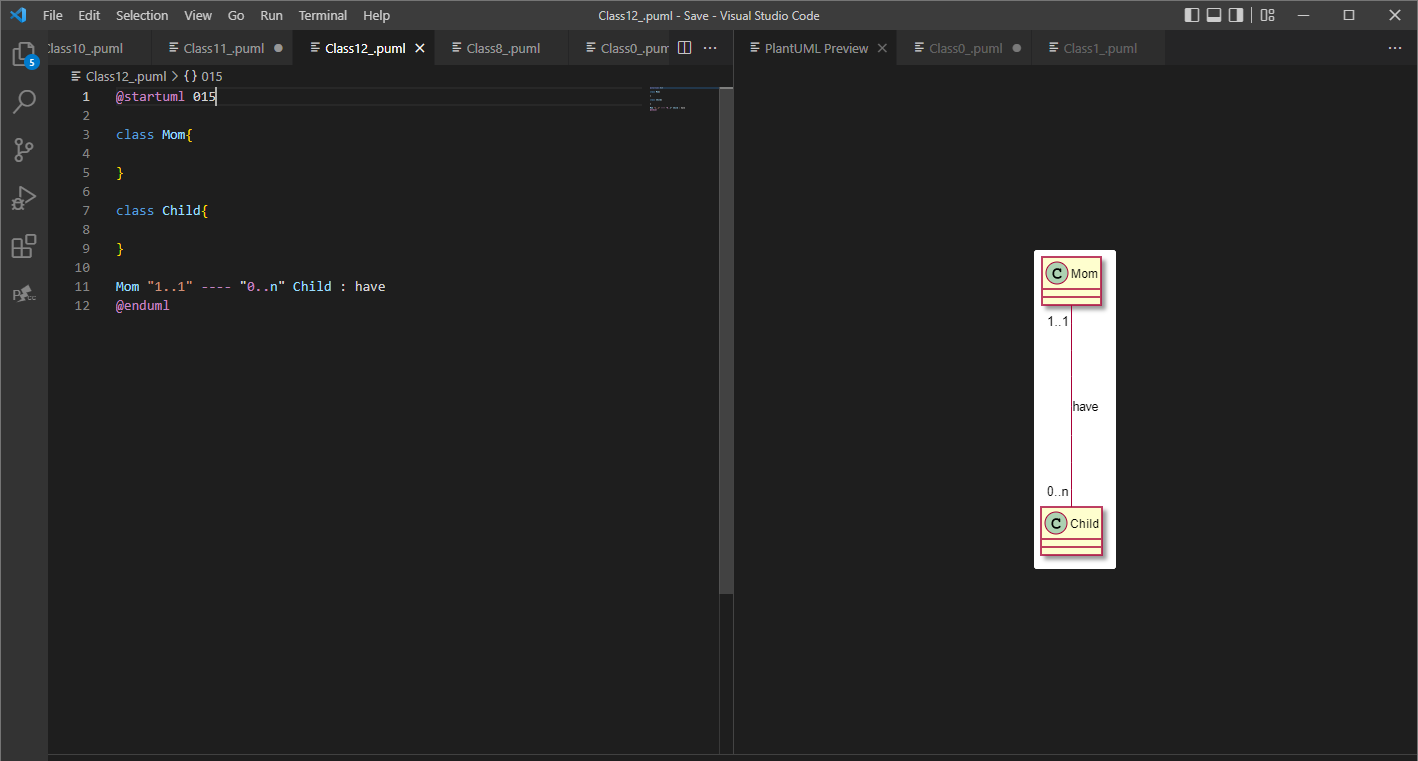 File Edit Selection View Go Run Terminal Help Class12_.puml - Save - Visual Studio Code
Class10_.puml Class11_.puml Class12_.puml Class8_.puml Class0_.pum PlantUML Preview Class0_.puml Class1_.puml
5
Class12_.puml > {} 015
1 @startuml 015
2
3 class Mom{
4
5 }
6
7 class Child{
8
9 }
10
11 Mom "1..1" ---- "0..n" Child : have
12 @enduml
C Mom
1..1
have
0..n
C Child